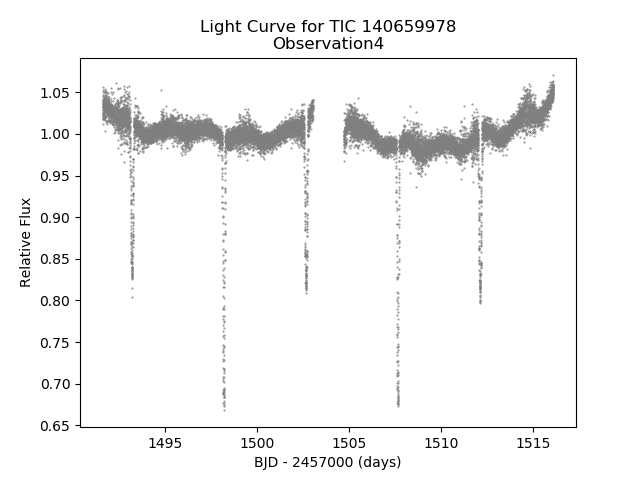 Light Curve for TIC 140659978
Observation4
1.05
1.00
0.95
0.90
0.85
0.80
0.75
0.70
0.65
Relative Flux
1495 1500 1505 1510 1515
BJD - 2457000 (days)